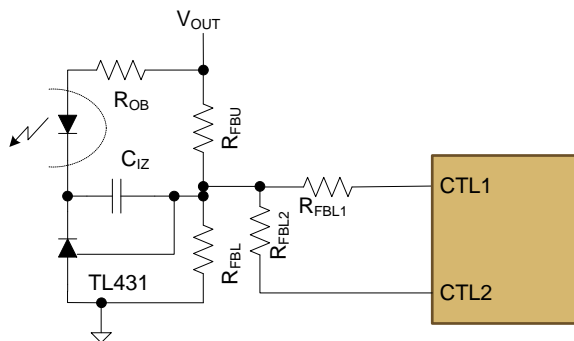 VOUT
ROB
RFBU
CIZ
CTL1
RFBL1
RFBL2
RFBL
TL431
CTL2